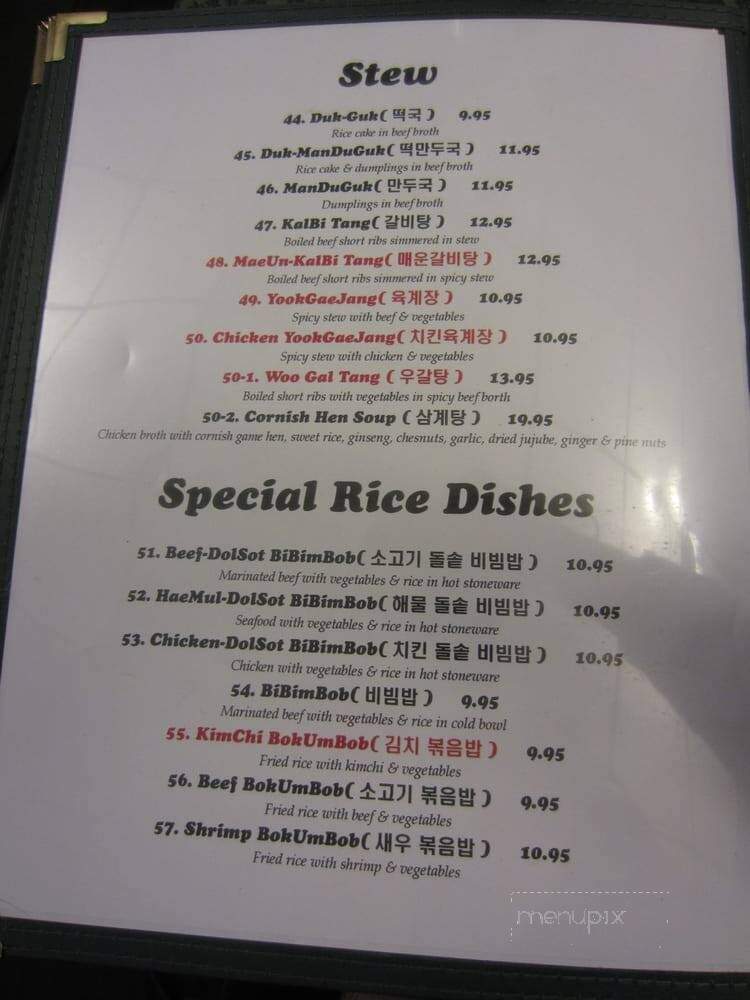 Stew
44. Duk-Guk( 떡국 ) 9.95
Rice cake in beef broth
45. Duk-ManDuGuk( 떡만두국 ) 11.95
Rice cake & dumplings in beef broth
46. ManDuGuk( 만두국 ) 11.95
Dumplings in beef broth
47. KalBi Tang( 갈비탕 ) 12.95
Boiled beef short ribs simmered in stew
48. MaeUn-KalBi Tang( 매운갈비탕 ) 12.95
Boiled beef short ribs simmered in spicy stew
49. YookGaeJang( 육계장 ) 10.95
Spicy stew with beef & vegetables
50. Chicken YookGaeJang( 치킨육계장 ) 10.95
Spicy stew with chicken & vegetables
50-1. Woo Gal Tang ( 우갈탕 ) 13.95
Boiled short ribs with vegetables in spicy beef borth
50-2. Cornish Hen Soup ( 삼계탕 ) 19.95
Chicken broth with cornish game hen, sweet rice, ginseng, chesnuts, garlic, dried jujube, ginger & pine nuts
Special Rice Dishes
51. Beef-DolSot BiBimBob( 소고기 돌솥 비빔밥 ) 10.95
Marinated beef with vegetables & rice in hot stoneware
52. HaeMul-DolSot BiBimBob( 해물 돌솥 비빔밥 ) 10.95
Seafood with vegetables & rice in hot stoneware
53. Chicken-DolSot BiBimBob( 치킨 돌솥 비빔밥 ) 10.95
Chicken with vegetables & rice in hot stoneware
54. BiBimBob( 비빔밥 ) 9.95
Marinated beef with vegetables & rice in cold bowl
55. KimChi BokUmBob( 김치 볶음밥 ) 9.95
Fried rice with kimchi & vegetables
56. Beef BokUmBob( 소고기 볶음밥 ) 9.95
Fried rice with beef & vegetables
57. Shrimp BokUmBob( 새우 볶음밥 ) 10.95
Fried rice with shrimp & vegetables
menupix